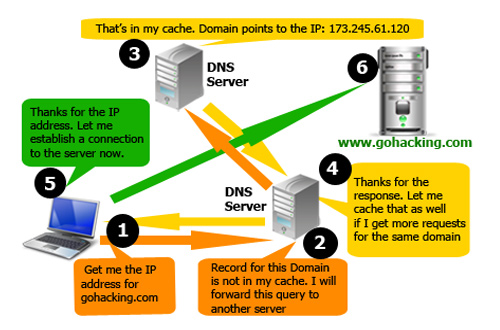 That's in my cache. Domain points to the IP: 173.245.61.120
3
DNS
Server
6
www.gohacking.com
Thanks for the IP
address. Let me
establish a connection
to the server now.
5
DNS
Server
4
Thanks for the
response. Let me
cache that as well
if I get more requests
for the same domain
1
Get me the IP
address for
gohacking.com
2
Record for this Domain
is not in my cache. I will
forward this query to
another server